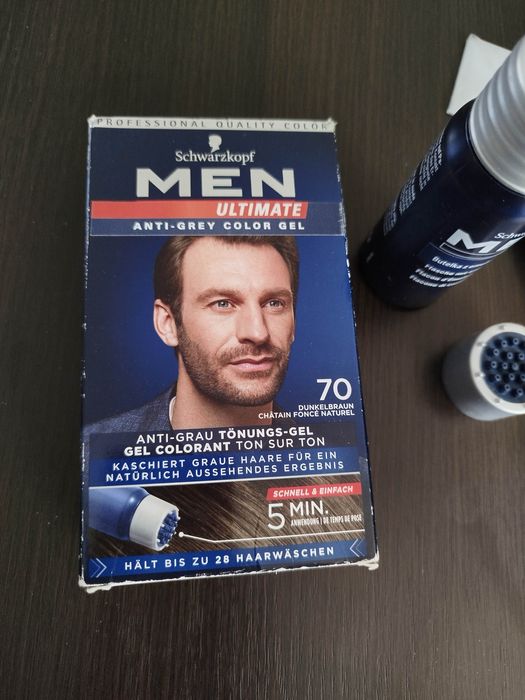 PROFESSIONAL QUALITY COLOR
Schwarzkopf
MEN
ULTIMATE
ANTI-GREY COLOR GEL
70
DUNKELBRAUN
CHÂTAIN FONCÉ NATUREL
ANTI-GRAU TÖNUNGS-GEL
GEL COLORANT TON SUR TON
KASCHIERT GRAUE HAARE FÜR EIN
NATÜRLICH AUSSEHENDES ERGEBNIS
SCHNELL & EINFACH
5 MIN.
ANWENDUNG | DE TEMPS DE POSE
HÄLT BIS ZU 28 HAARWÄSCHEN